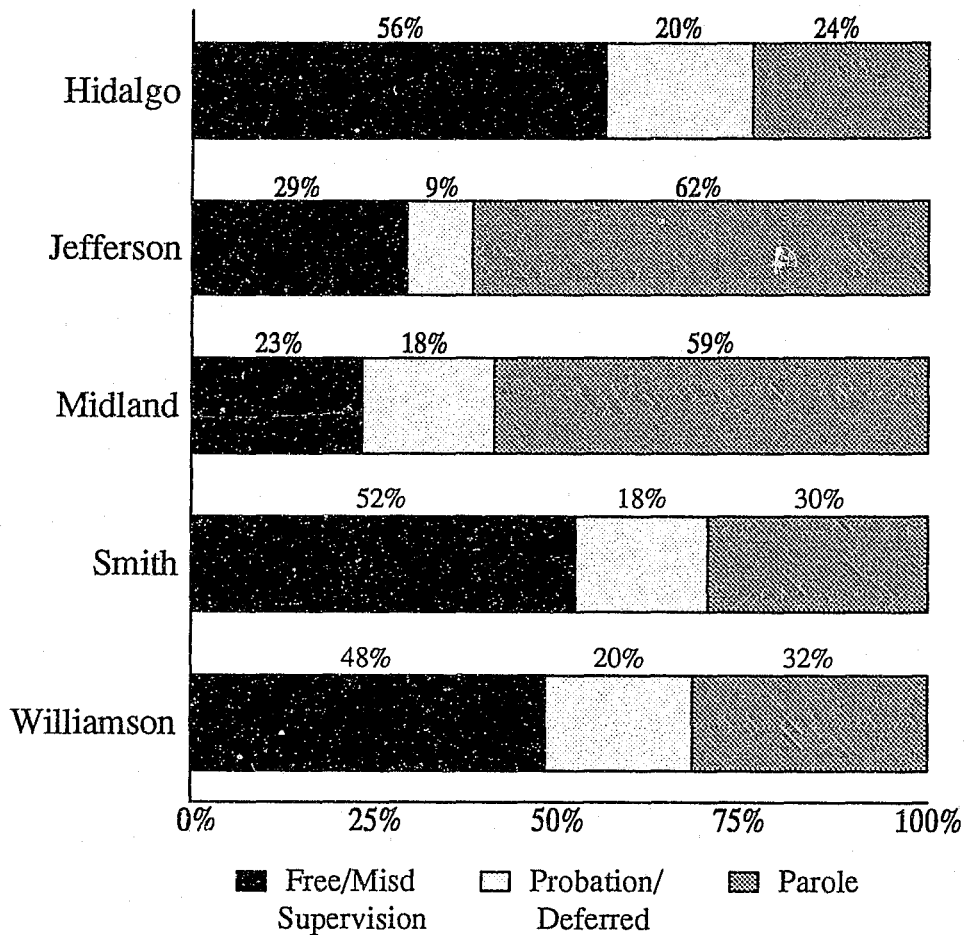 56% 20% 24%
Hidalgo
29% 9% 62%
Jefferson
23% 18% 59%
Midland
52% 18% 30%
Smith
48% 20% 32%
Williamson
0% 25% 50% 75% 100%
Free/Misd Supervision
Probation/ Deferred
Parole